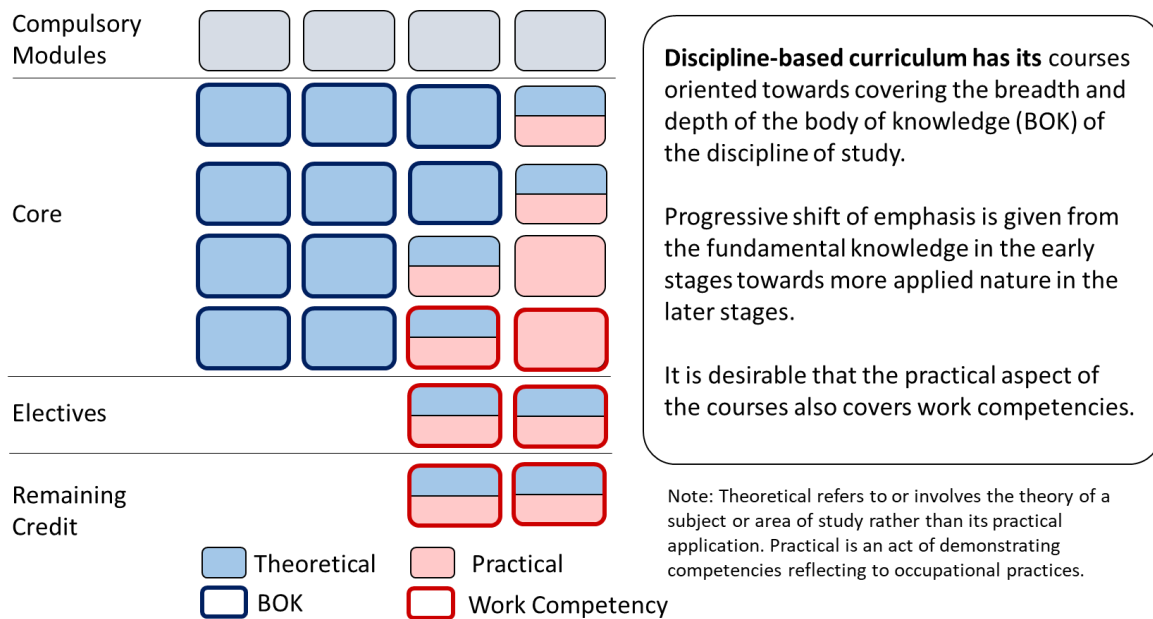 Compulsory
Modules
Core
Electives
Remaining
Credit
Theoretical
Practical
BOK
Work Competency
Discipline-based curriculum has its courses
oriented towards covering the breadth and
depth of the body of knowledge (BOK) of
the discipline of study.
Progressive shift of emphasis is given from
the fundamental knowledge in the early
stages towards more applied nature in the
later stages.
It is desirable that the practical aspect of
the courses also covers work competencies.
Note: Theoretical refers to or involves the theory of a
subject or area of study rather than its practical
application. Practical is an act of demonstrating
competencies reflecting to occupational practices.